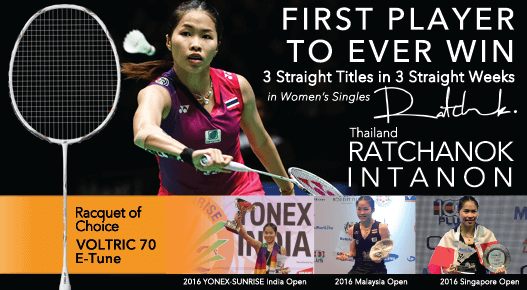 FIRST PLAYER
TO EVER WIN
3 Straight Titles in 3 Straight Weeks
in Women's Singles
Thailand
RATCHANOK
INTANON
Racquet of
Choice
VOLTRIC 70
E-Tune
YONEX
INDIA
2016 YONEX-SUNRISE India Open
2016 Malaysia Open
2016 Singapore Open